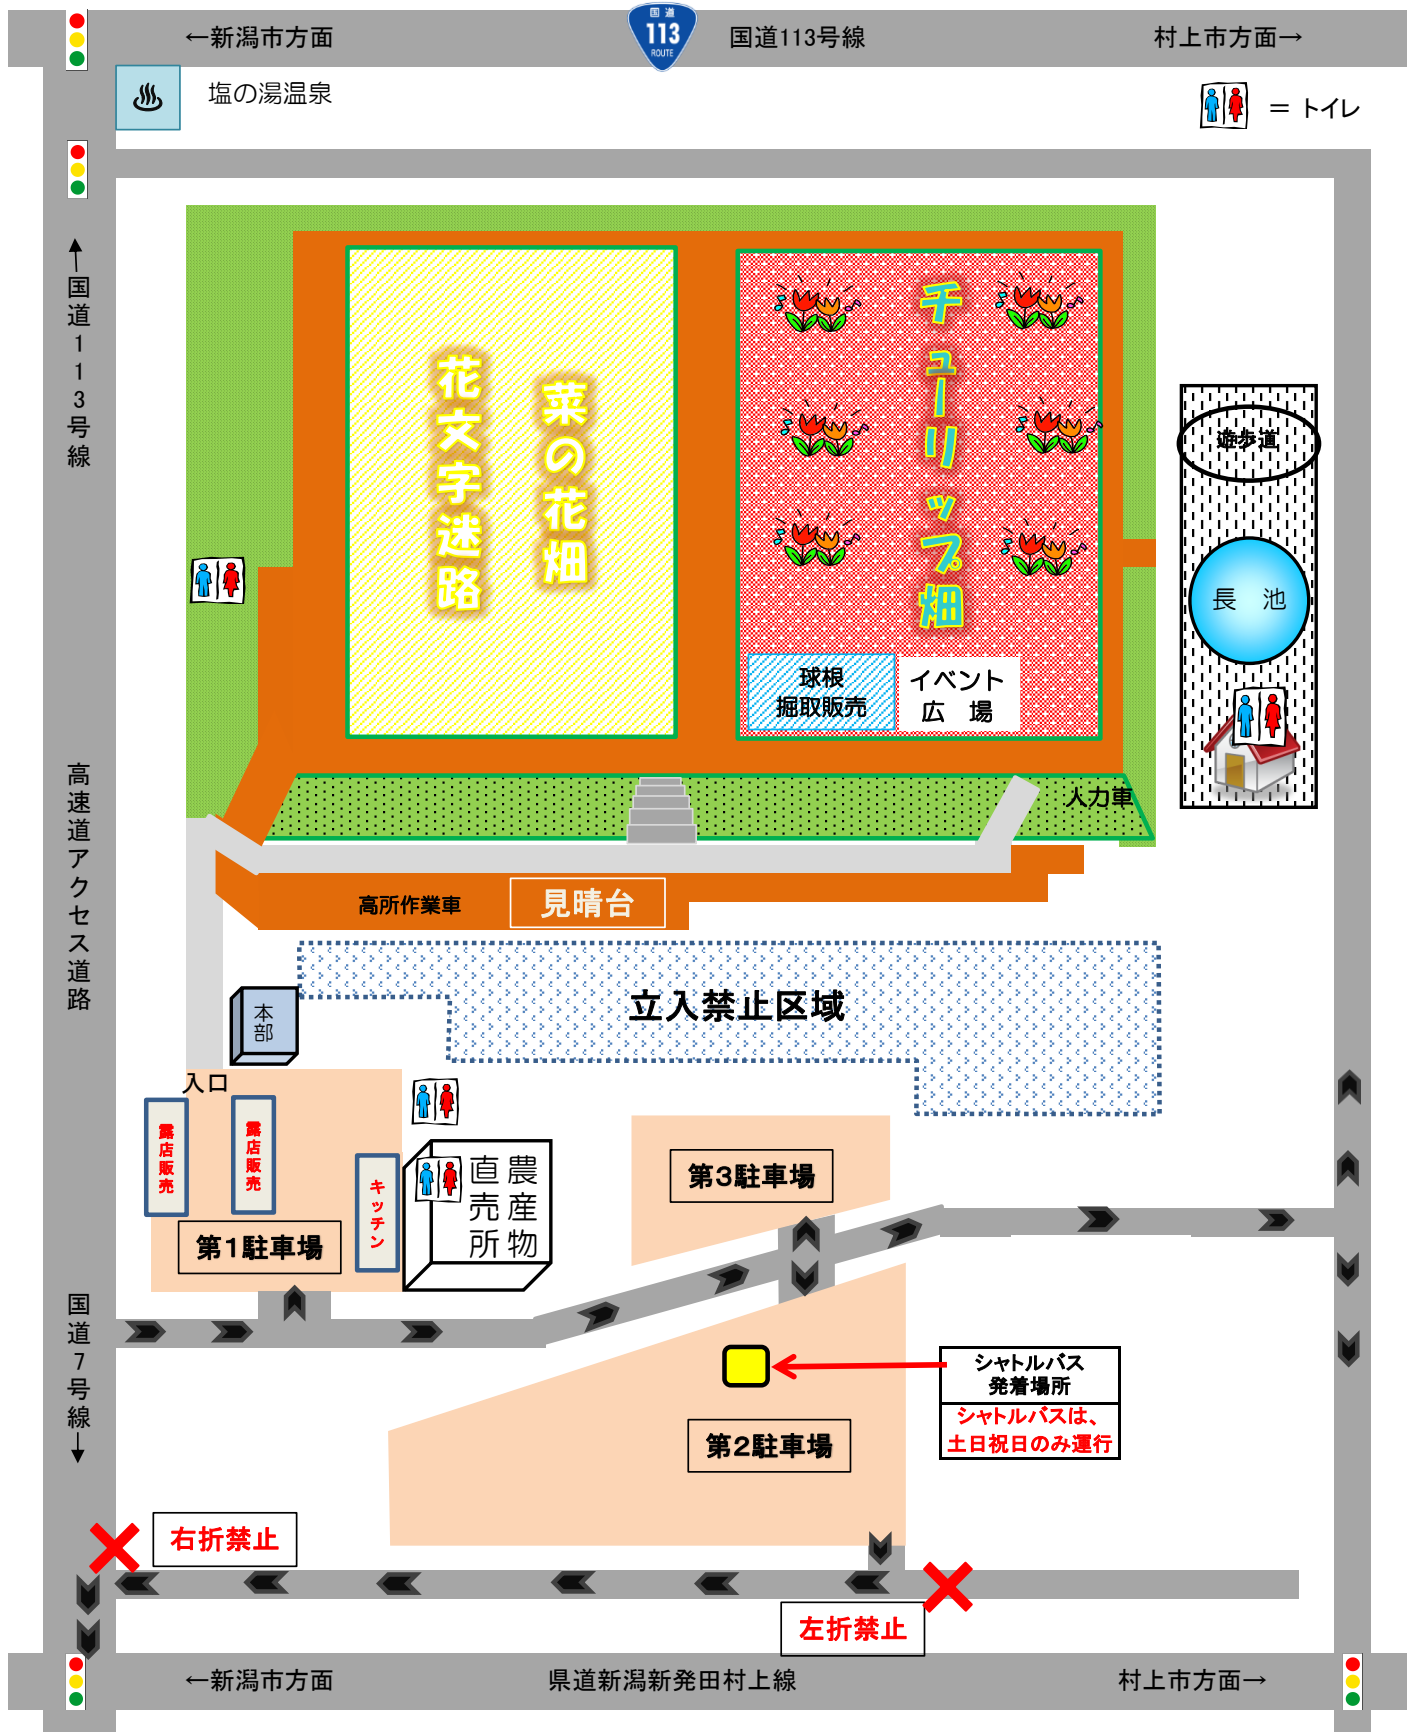 ←新潟市方面
国道
113
ROUTE
国道113号線
村上市方面→
塩の湯温泉
＝ トイレ
←国道113号線
花文字迷路
菜の花畑
チューリップ畑
球根
掘取販売
イベント
広　場
遊歩道
長　池
人力車
高速道アクセス道路
高所作業車
見晴台
立入禁止区域
本部
入口
露店販売
露店販売
キッチン
農産物
直売所
第1駐車場
第3駐車場
国道7号線→
シャトルバス
発着場所
シャトルバスは、
土日祝日のみ運行
第2駐車場
右折禁止
左折禁止
←新潟市方面
県道新潟新発田村上線
村上市方面→